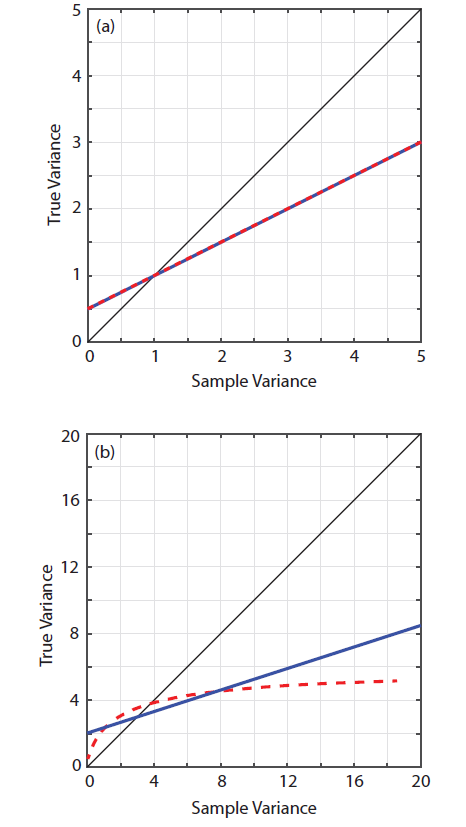 (a)
5
4
3
2
1
0
True Variance
0 1 2 3 4 5
Sample Variance
(b)
20
16
12
8
4
0
True Variance
0 4 8 12 16 20
Sample Variance